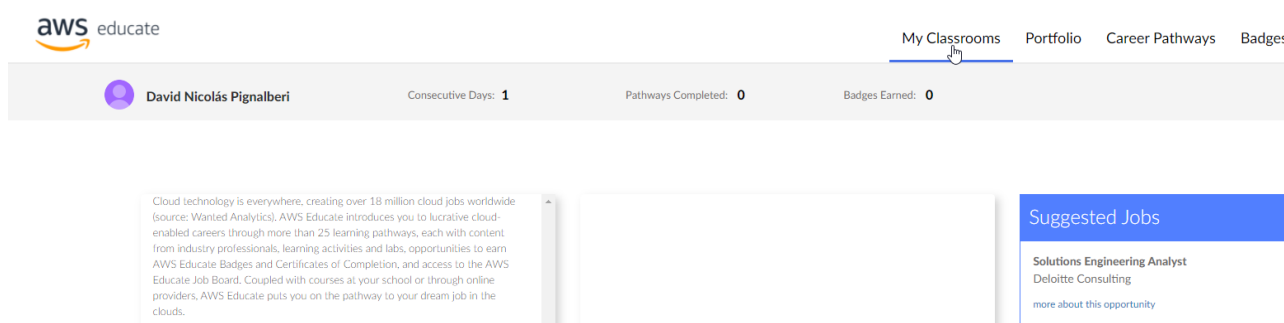 aws educate
My Classrooms Portfolio Career Pathways Badges
David Nicolás Pignalberi Consecutive Days: 1 Pathways Completed: 0 Badges Earned: 0
Cloud technology is everywhere, creating over 18 million cloud jobs worldwide
(source: Wanted Analytics). AWS Educate introduces you to lucrative cloud-
enabled careers through more than 25 learning pathways, each with content
from industry professionals, learning activities and labs, opportunities to earn
AWS Educate Badges and Certificates of Completion, and access to the AWS
Educate Job Board. Coupled with courses at your school or through online
providers, AWS Educate puts you on the pathway to your dream job in the
clouds.
Suggested Jobs
Solutions Engineering Analyst
Deloitte Consulting
more about this opportunity